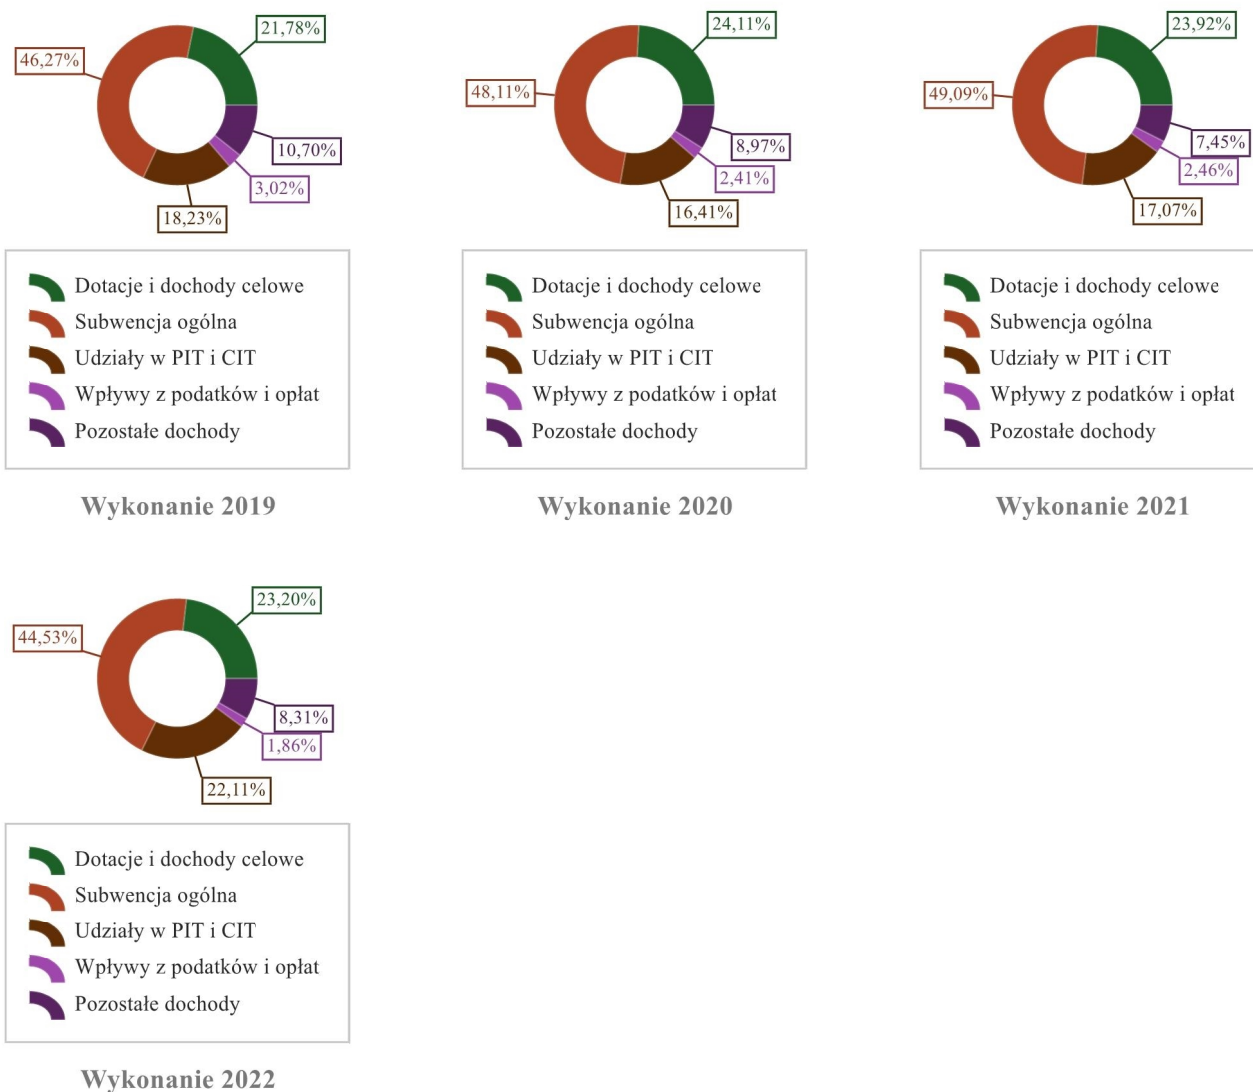 21,78%
46,27%
10,70%
3,02%
18,23%
Dotacje i dochody celowe
Subwencja ogólna
Udziały w PIT i CIT
Wpływy z podatków i opłat
Pozostałe dochody
Wykonanie 2019
24,11%
48,11%
8,97%
2,41%
16,41%
Dotacje i dochody celowe
Subwencja ogólna
Udziały w PIT i CIT
Wpływy z podatków i opłat
Pozostałe dochody
Wykonanie 2020
23,92%
49,09%
7,45%
2,46%
17,07%
Dotacje i dochody celowe
Subwencja ogólna
Udziały w PIT i CIT
Wpływy z podatków i opłat
Pozostałe dochody
Wykonanie 2021
23,20%
44,53%
8,31%
1,86%
22,11%
Dotacje i dochody celowe
Subwencja ogólna
Udziały w PIT i CIT
Wpływy z podatków i opłat
Pozostałe dochody
Wykonanie 2022